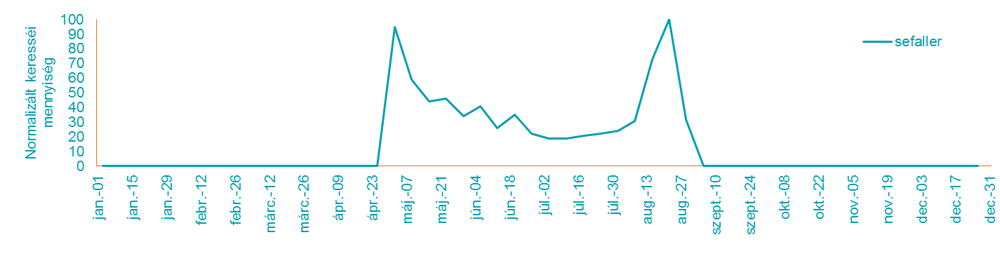 Normalizált keresséi
mennyiség
100
90
80
70
60
50
40
30
20
10
0
sefaller
jan.-01
jan.-15
jan.-29
febr.-12
febr.-26
márc.-12
márc.-26
ápr.-09
ápr.-23
máj.-07
máj.-21
jún.-04
jún.-18
júl.-02
júl.-16
júl.-30
aug.-13
aug.-27
szept.-10
szept.-24
okt.-08
okt.-22
nov.-05
nov.-19
dec.-03
dec.-17
dec.-31